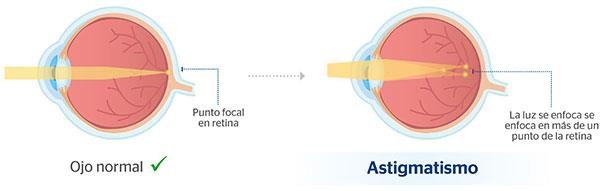 Punto focal
en retina
La luz se enfoca se
enfoca en más de un
punto de la retina
Ojo normal
Astigmatismo